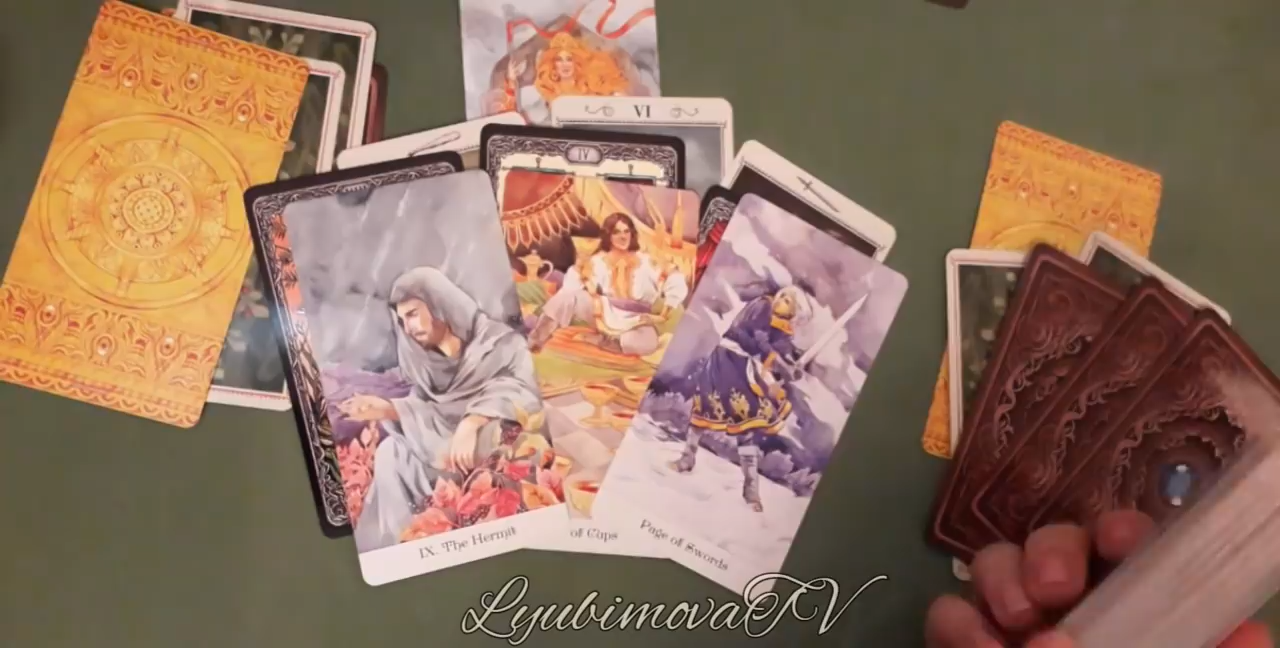 VI
IV
IX. The Hermit
of Cups
Page of Swords
LyubimovaTV